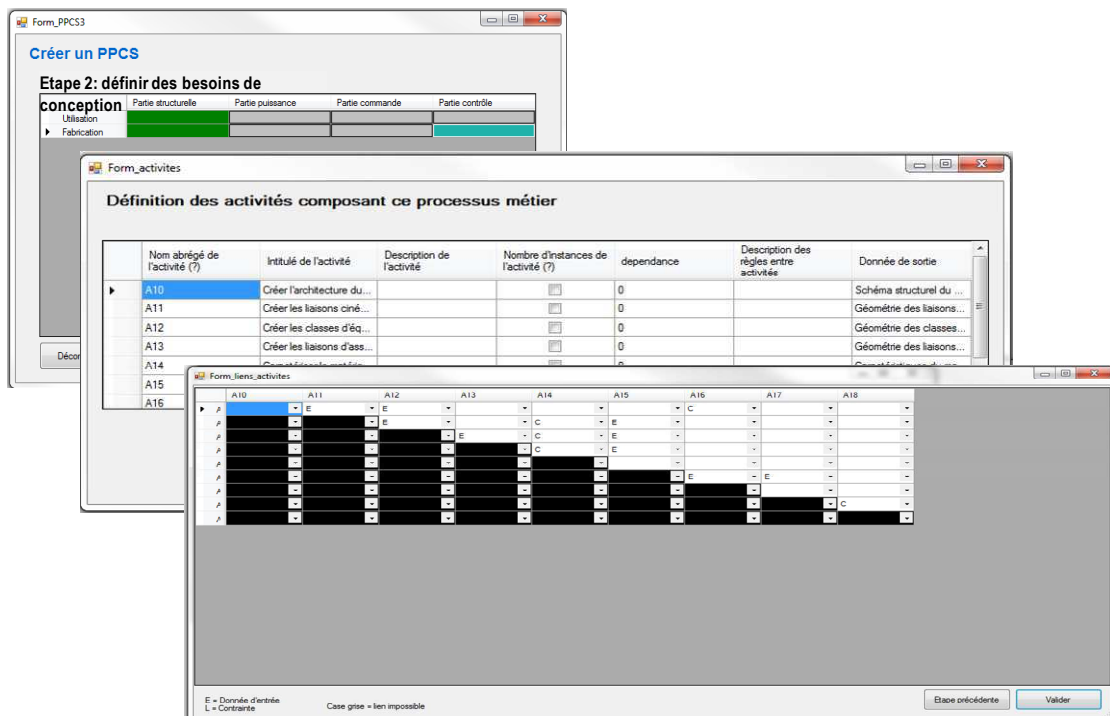 Form_PPCS3
Créer un PPCS
Etape 2: définir des besoins de
conception
Partie structurelle Partie puissance Partie commande Partie contrôle
Utilisation
Fabrication
Form_activites
Définition des activités composant ce processus métier
Nom abrégé de l'activité (?) Intitulé de l'activité Description de l'activité Nombre d'instances de l'activité (?) dependance Description des règles entre activités Donnée de sortie
A10 Créer l'architecture du... 0 Schéma structurel du ...
A11 Créer les liaisons ciné... 0 Géométrie des liaisons...
A12 Créer les classes d'éq... 0 Géométrie des classes...
A13 Créer les liaisons d'ass... 0 Géométrie des liaisons...
A14
A15
A16
Décor
Form_liens_activites
A10 A11 A12 A13 A14 A15 A16 A17 A18
E E C
E C E
E C E
C E
E E
C
E = Donnée d'entrée
L = Contrainte
Case grise = lien impossible
Etape précédente Valider